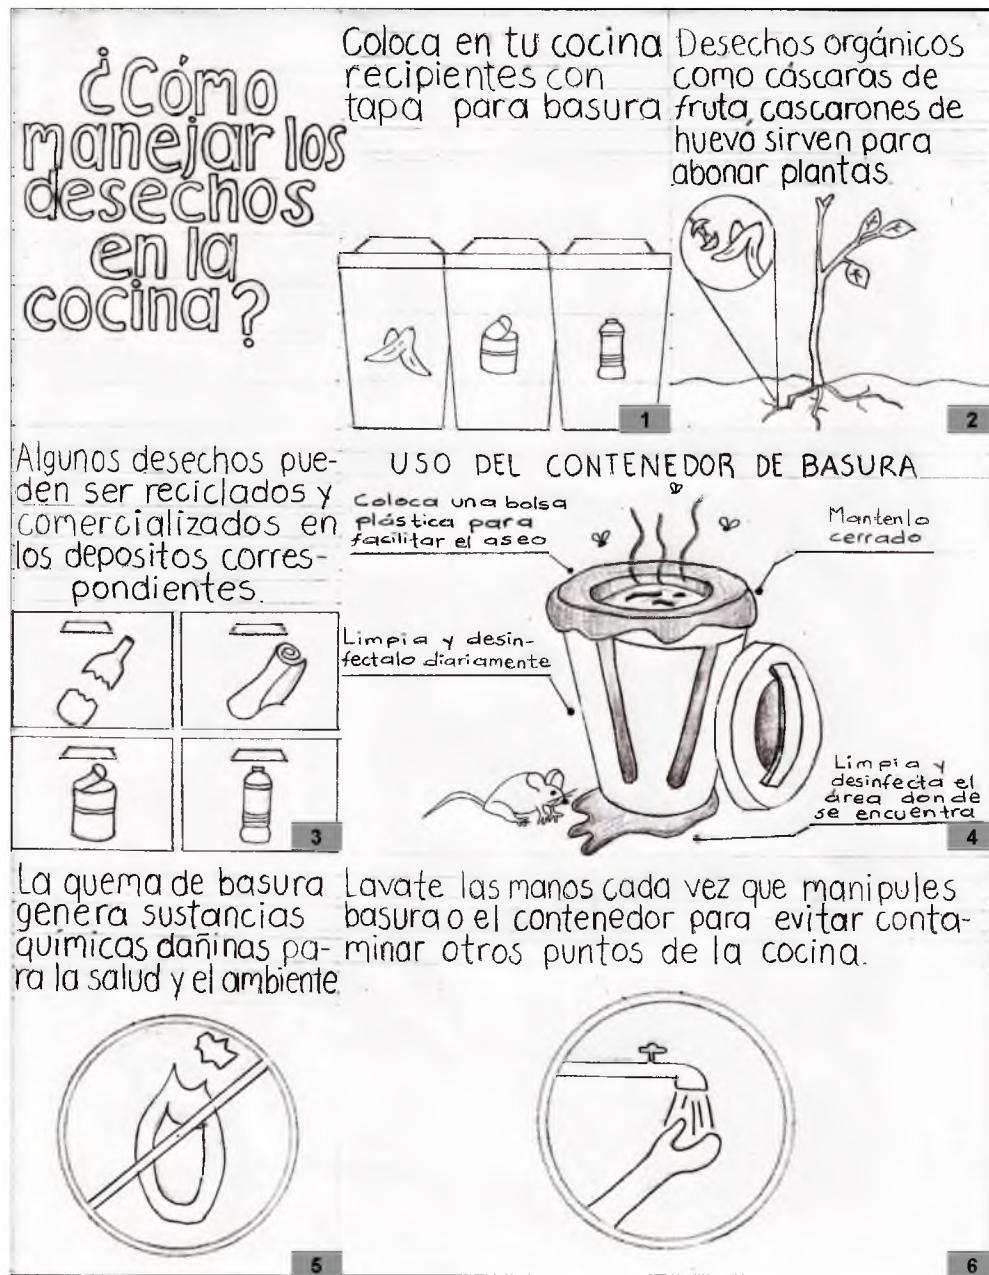 ¿Cómo
manejar los
desechos
en la
cocina?
Coloca en tu cocina
recipientes con
tapa para basura
1
Desechos orgánicos
como cáscaras de
fruta, cascarones de
huevo sirven para
abonar plantas.
2
Algunos desechos pue-
den ser reciclados y
comercializados en
los depositos corres-
pondientes.
3
USO DEL CONTENEDOR DE BASURA
Coloca una bolsa
plástica para
facilitar el aseo
Mantenlo
cerrado
Limpia y desin-
fectalo diariamente
Limpia y
desinfecta el
área donde
se encuentra
4
La quema de basura
genera sustancias
químicas dañinas pa-
ra la salud y el ambiente.
5
Lavate las manos cada vez que manipules
basura o el contenedor para evitar conta-
minar otros puntos de la cocina.
6